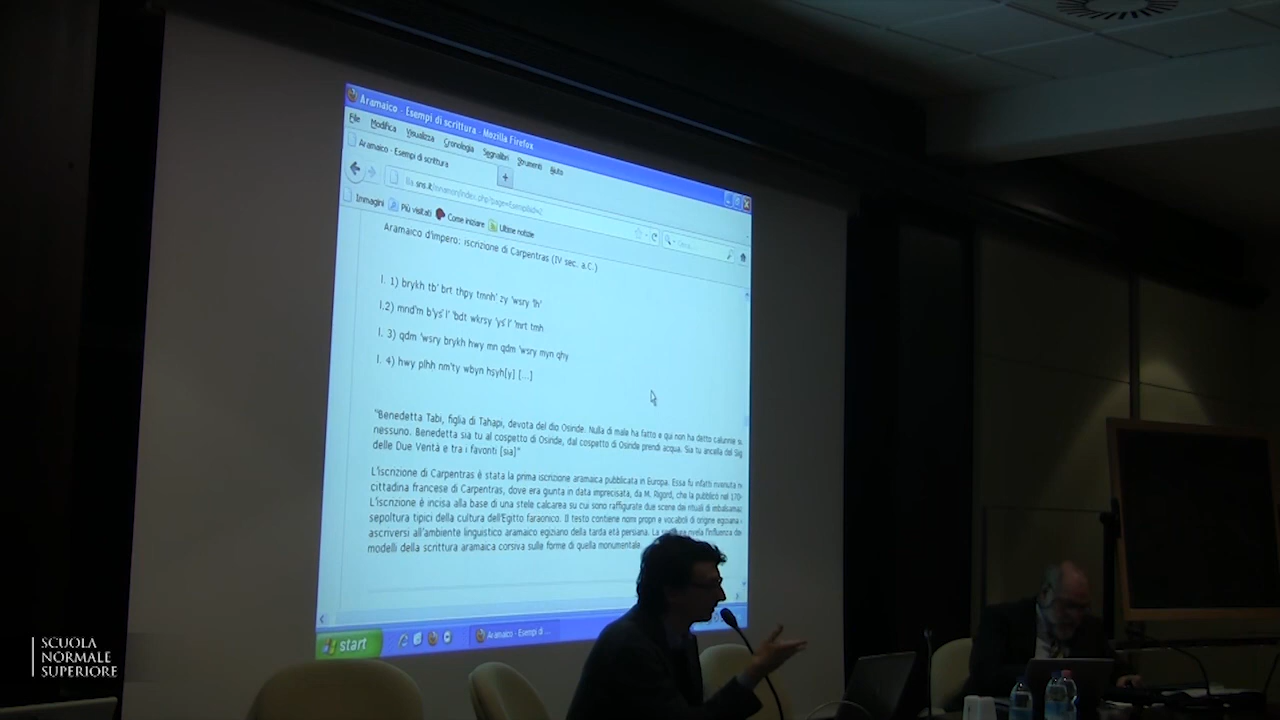 Aramaico - Esempi di scrittura - Mozilla Firefox
File Modifica Visualizza Cronologia Segnalibri Strumenti Aiuto
Aramaico - Esempi di scrittura
+
Immagini Più visitati Come iniziare Ultime notizie
Aramaico d'impero: iscrizione di Carpentras (IV sec. a.C.)
l. 1) brykh tb' brt thpy tmnh' zy 'wsry 'lh'
l.2) mnd'm b'yš l' 'bdt wkrsy 'yš l' 'mrt tmh
l. 3) qdm 'wsry brykh hwy mn qdm 'wsry myn qhy
l. 4) hwy plhh nm'ty wbyn hsyh[y] [...]
"Benedetta Tabi, figlia di Tahapi, devota del dio Osiride. Nulla di male ha fatto e qui non ha detto calunnie
nessuno. Benedetta sia tu al cospetto di Osiride, dal cospetto di Osiride prendi acqua. Sia tu ancella del
delle Due Verità e tra i favoriti [sia]"
L'iscrizione di Carpentras è stata la prima iscrizione aramaica pubblicata in Europa. Essa fu infatti rinvenuta
cittadina francese di Carpentras, dove era giunta in data imprecisata, da M. Rigord, che la pubblicò nel 170
L'iscrizione è incisa alla base di una stele calcarea su cui sono raffigurate due scene dei rituali di
sepoltura tipici della cultura dell'Egitto faraonico. Il testo contiene nomi propri e vocaboli di origine egiziana
ascriversi all'ambiente linguistico aramaico egiziano della tarda età persiana. La rivela l'influenza
modelli della scrittura aramaica corsiva sulle forme di quella monumentale.
start Aramaico - Esempi di ...
SCUOLA
NORMALE
SUPERIORE